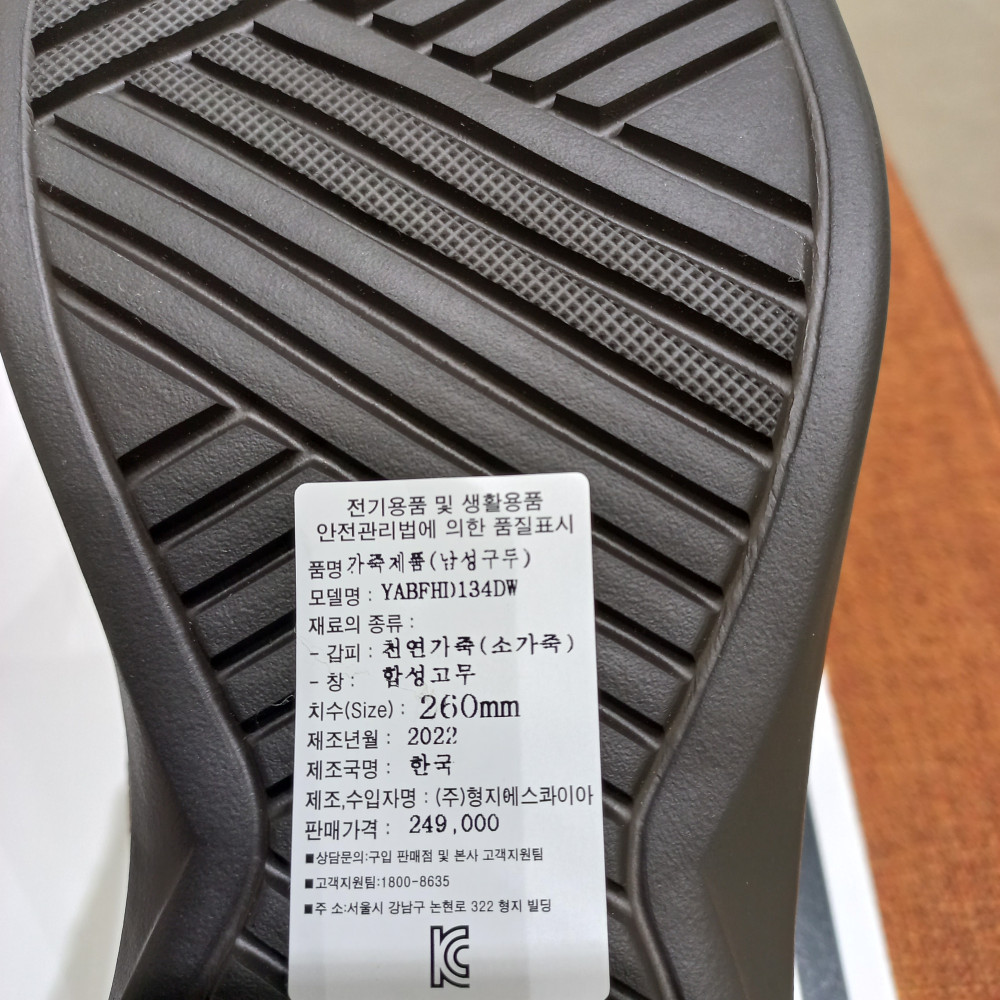 전기용품 및 생활용품
안전관리법에 의한 품질표시
품명 가죽제품(남성구두)
모델명 : YABFHD134DW
재료의 종류 :
- 갑피 : 천연가죽(소가죽)
- 창 : 합성고무
치수(Size) : 260mm
제조년월 : 2022
제조국명 : 한국
제조,수입자명 : (주)형지에스콰이아
판매가격 : 249,000
■상담문의:구입 판매점 및 본사 고객지원팀
■고객지원팀:1800-8635
■주 소:서울시 강남구 논현로 322 형지 빌딩
KC